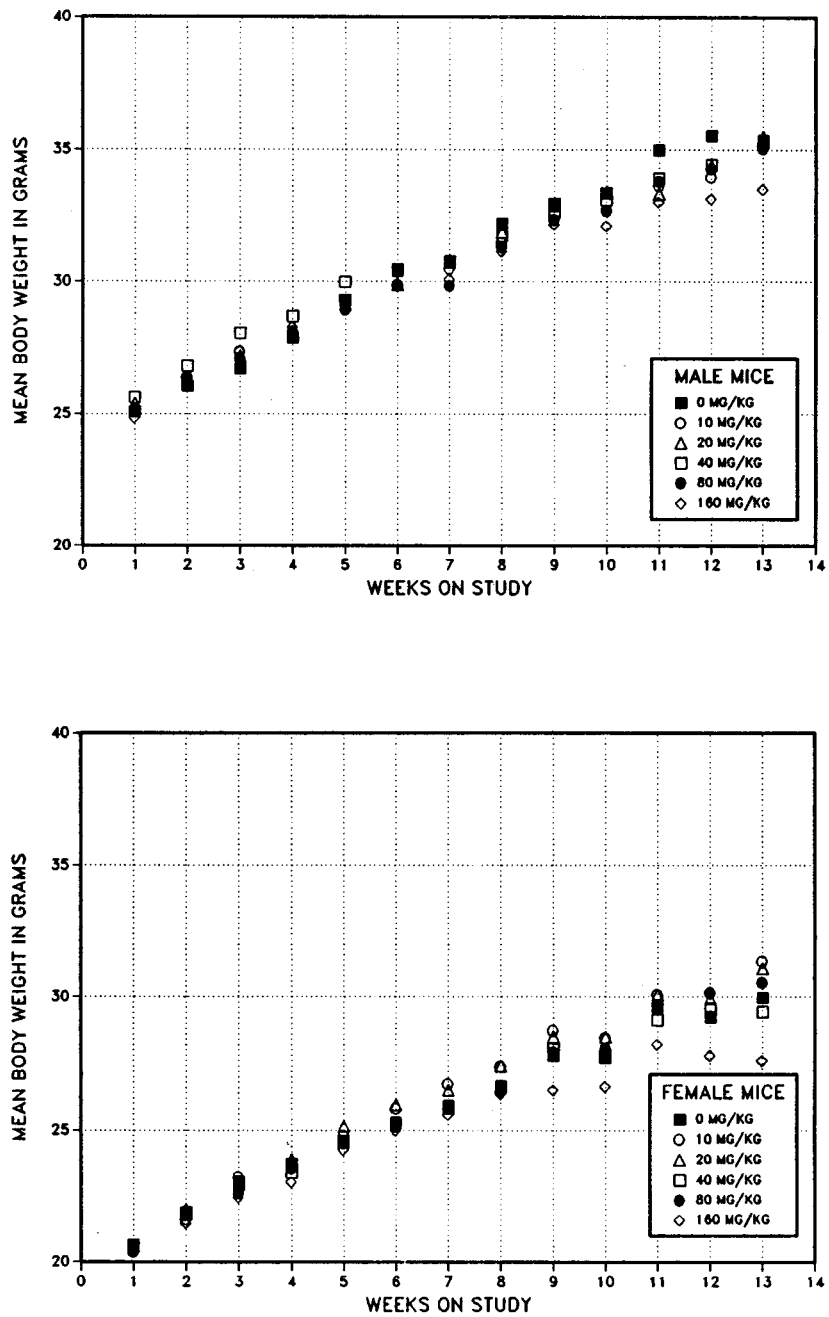 40
35
30
25
20
MEAN BODY WEIGHT IN GRAMS
MALE MICE
0 MG/KG
10 MG/KG
20 MG/KG
40 MG/KG
80 MG/KG
160 MG/KG
0 1 2 3 4 5 6 7 8 9 10 11 12 13 14
WEEKS ON STUDY
40
35
30
25
20
MEAN BODY WEIGHT IN GRAMS
FEMALE MICE
0 MG/KG
10 MG/KG
20 MG/KG
40 MG/KG
80 MG/KG
160 MG/KG
0 1 2 3 4 5 6 7 8 9 10 11 12 13 14
WEEKS ON STUDY